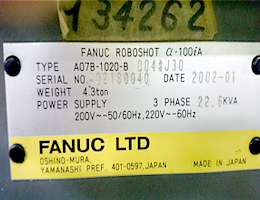 134262
FANUC ROBOSHOT α-100iA
TYPE A07B-1020-B
SERIAL NO. DATE 2002-01
WEIGHT 4.3ton
POWER SUPPLY 3 PHASE 22.6KVA
200V~50/60Hz,220V~60Hz
FANUC LTD
OSHINO-MURA,
YAMANASHI PREF. 401-0597,JAPAN
MADE IN JAPAN